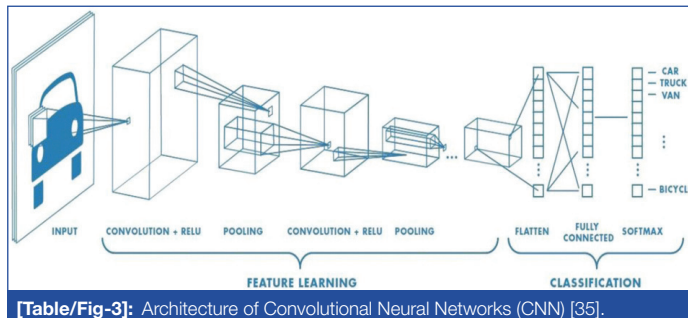 CAR
TRUCK
VAN
BICYCL
INPUT CONVOLUTION + RELU POOLING CONVOLUTION + RELU POOLING FLATTEN FULLY CONNECTED SOFTMAX
FEATURE LEARNING CLASSIFICATION
[Table/Fig-3]: Architecture of Convolutional Neural Networks (CNN) [35].